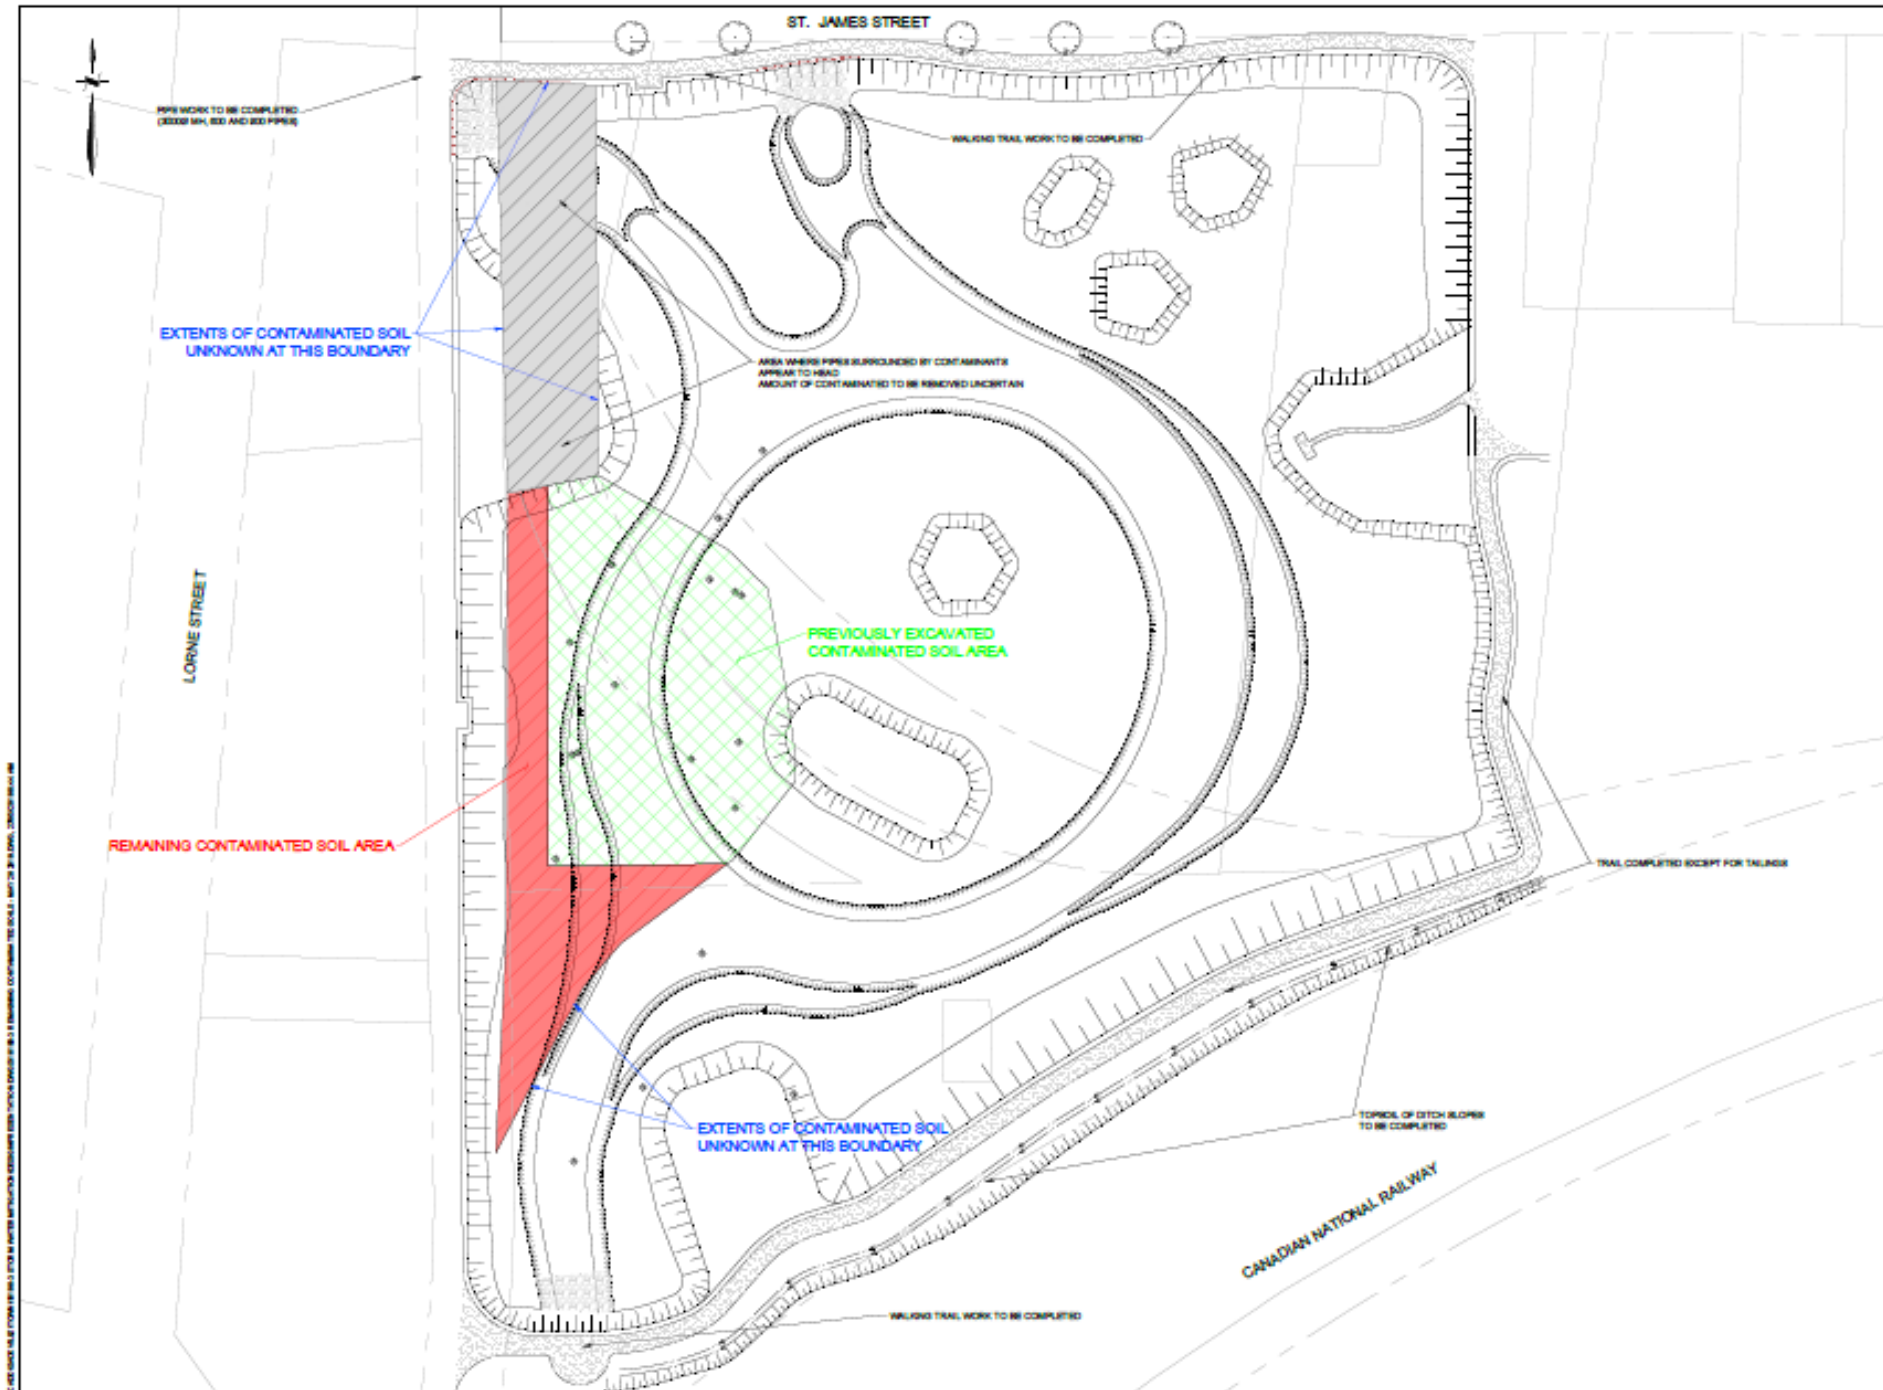 ST. JAMES STREET
PIPE WORK TO BE COMPLETED
WALKING TRAIL WORK TO BE COMPLETED
EXTENTS OF CONTAMINATED SOIL
UNKNOWN AT THIS BOUNDARY
AREA WHERE PIPES SURROUNDED BY CONTAMINANTS
APPEAR TO HEAD
AMOUNT OF CONTAMINATED TO BE REMOVED UNCERTAIN
LORNE STREET
PREVIOUSLY EXCAVATED
CONTAMINATED SOIL AREA
REMAINING CONTAMINATED SOIL AREA
TRAIL COMPLETED EXCEPT FOR TAILINGS
EXTENTS OF CONTAMINATED SOIL
UNKNOWN AT THIS BOUNDARY
TOPSOIL OF DITCH SLOPES
TO BE COMPLETED
CANADIAN NATIONAL RAILWAY
WALKING TRAIL WORK TO BE COMPLETED